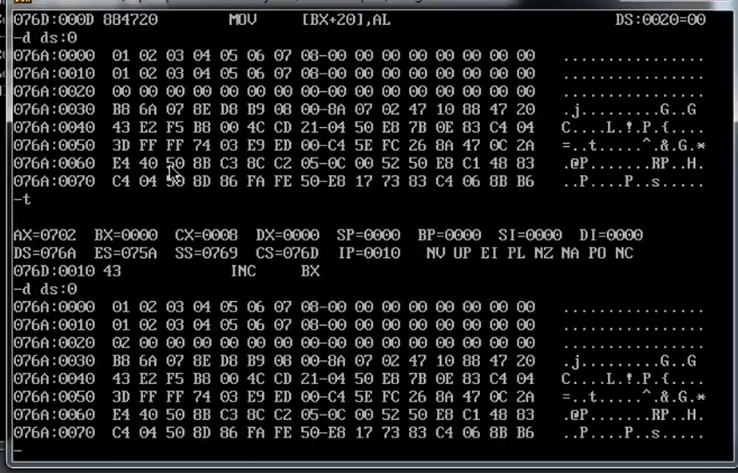 076D:000D 884720 MOV [BX+20],AL DS:0020=00
-d ds:0
076A:0000 01 02 03 04 05 06 07 08-00 00 00 00 00 00 00 00 ................
076A:0010 01 02 03 04 05 06 07 08-00 00 00 00 00 00 00 00 ................
076A:0020 00 00 00 00 00 00 00 00-00 00 00 00 00 00 00 00 ................
076A:0030 B8 6A 07 8E D8 B9 08 00-8A 07 02 47 10 88 47 20 .j.........G..G
076A:0040 43 E2 F5 B8 00 4C CD 21-04 50 E8 7B 0E 83 C4 04 C....L.!.P.{....
076A:0050 3D FF FF 74 03 E9 ED 00-C4 5E FC 26 8A 47 0C 2A =..t.....^.&.G.*
076A:0060 E4 40 50 8B C3 8C C2 05-0C 00 52 50 E8 C1 48 83 .@P.......RP..H.
076A:0070 C4 04 50 8D 86 FA FE 50-E8 17 73 83 C4 06 8B B6 ..P....P..s.....
-t
AX=0702 BX=0000 CX=0008 DX=0000 SP=0000 BP=0000 SI=0000 DI=0000
DS=076A ES=075A SS=0769 CS=076D IP=0010 NV UP EI PL NZ NA PO NC
076D:0010 43 INC BX
-d ds:0
076A:0000 01 02 03 04 05 06 07 08-00 00 00 00 00 00 00 00 ................
076A:0010 01 02 03 04 05 06 07 08-00 00 00 00 00 00 00 00 ................
076A:0020 02 00 00 00 00 00 00 00-00 00 00 00 00 00 00 00 ................
076A:0030 B8 6A 07 8E D8 B9 08 00-8A 07 02 47 10 88 47 20 .j.........G..G
076A:0040 43 E2 F5 B8 00 4C CD 21-04 50 E8 7B 0E 83 C4 04 C....L.!.P.{....
076A:0050 3D FF FF 74 03 E9 ED 00-C4 5E FC 26 8A 47 0C 2A =..t.....^.&.G.*
076A:0060 E4 40 50 8B C3 8C C2 05-0C 00 52 50 E8 C1 48 83 .@P.......RP..H.
076A:0070 C4 04 50 8D 86 FA FE 50-E8 17 73 83 C4 06 8B B6 ..P....P..s.....
-